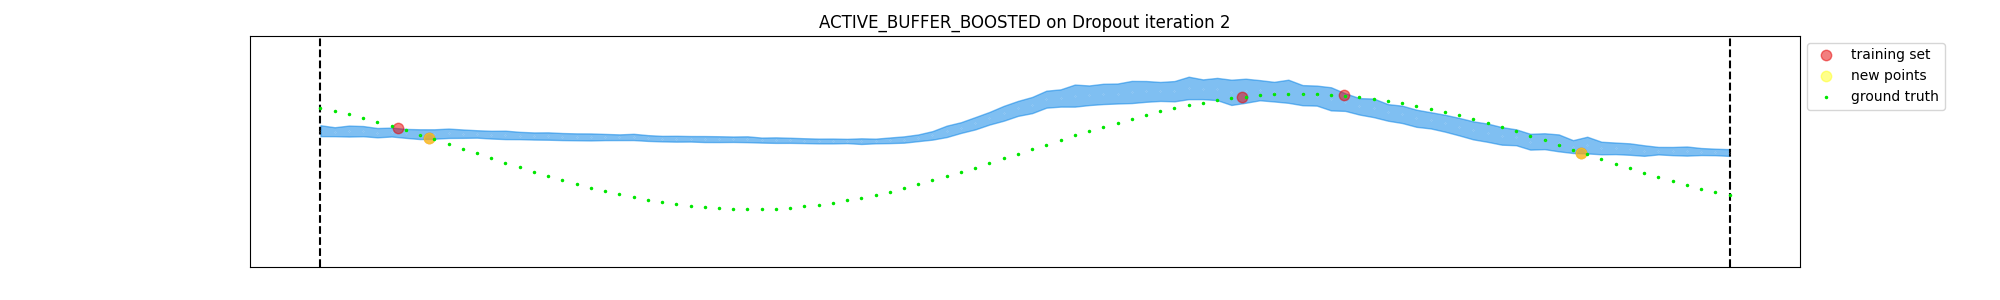 ACTIVE_BUFFER_BOOSTED on Dropout iteration 2
training set
new points
ground truth